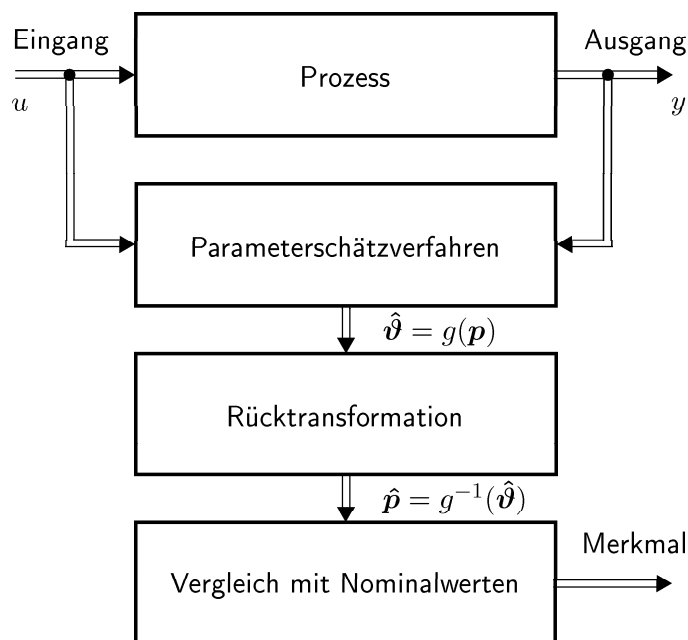 Eingang
Ausgang
Prozess
u
y
Parameterschätzverfahren
ϑ̂ = g(p)
Rücktransformation
p̂ = g⁻¹(ϑ̂)
Merkmal
Vergleich mit Nominalwerten